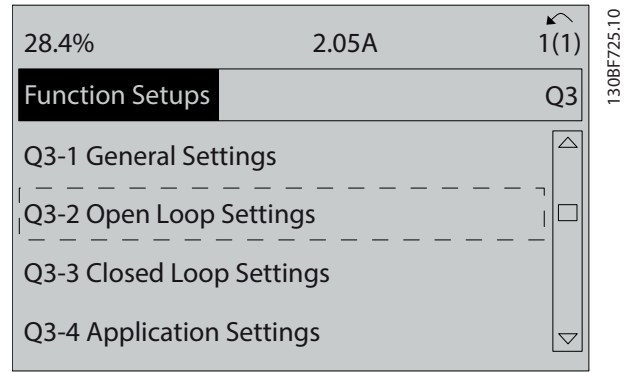 28.4% 2.05A 1(1)
Function Setups Q3
Q3-1 General Settings
Q3-2 Open Loop Settings
Q3-3 Closed Loop Settings
Q3-4 Application Settings
130BF725.10